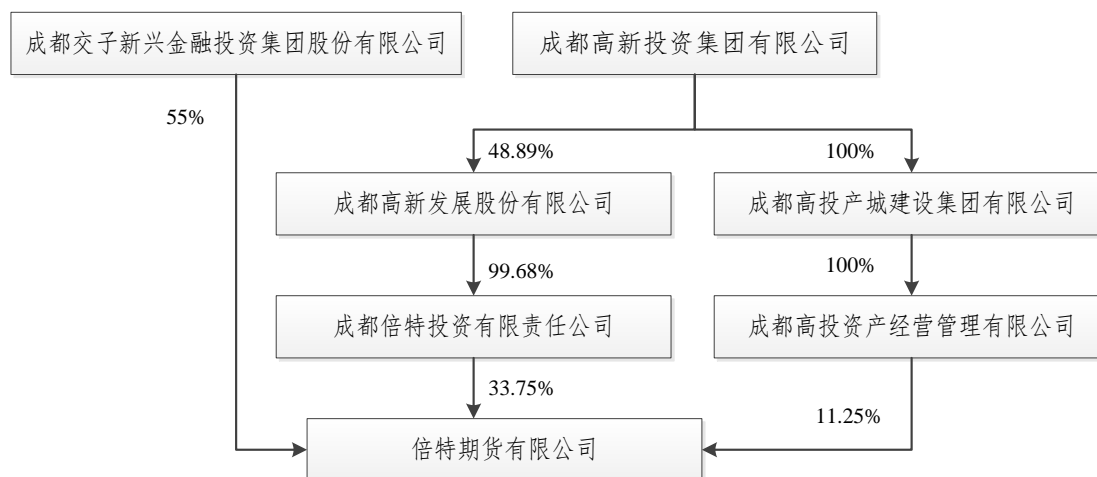 成都交子新兴金融投资集团股份有限公司
成都高新投资集团有限公司
55%
48.89%
100%
成都高新发展股份有限公司
成都高投产城建设集团有限公司
99.68%
100%
成都倍特投资有限责任公司
成都高投资产经营管理有限公司
33.75%
11.25%
倍特期货有限公司